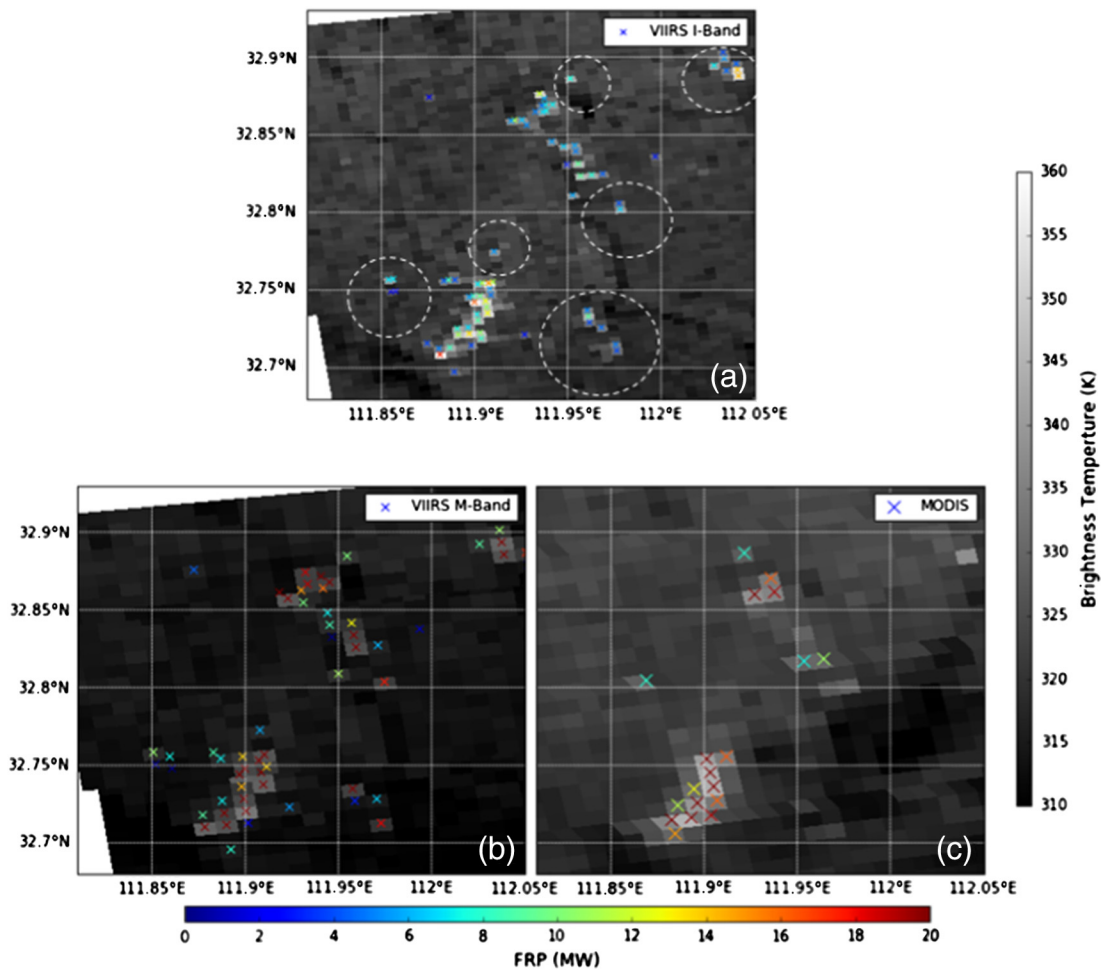 VIIRS I-Band
32.9°N
32.85°N
32.8°N
32.75°N
32.7°N
(a)
111.85°E 111.9°E 111.95°E 112°E 112 05°E
360
355
350
345
340
335
330
325
320
315
310
Brightness Temperture (K)
VIIRS M-Band
32.9°N
32.85°N
32.8°N
32.75°N
32.7°N
(b)
111.85°E 111.9°E 111.95°E 112°E 112.05°E
MODIS
(c)
111.85°E 111.9°E 111.95°E 112°E 112.05°E
0 2 4 6 8 10 12 14 16 18 20
FRP (MW)